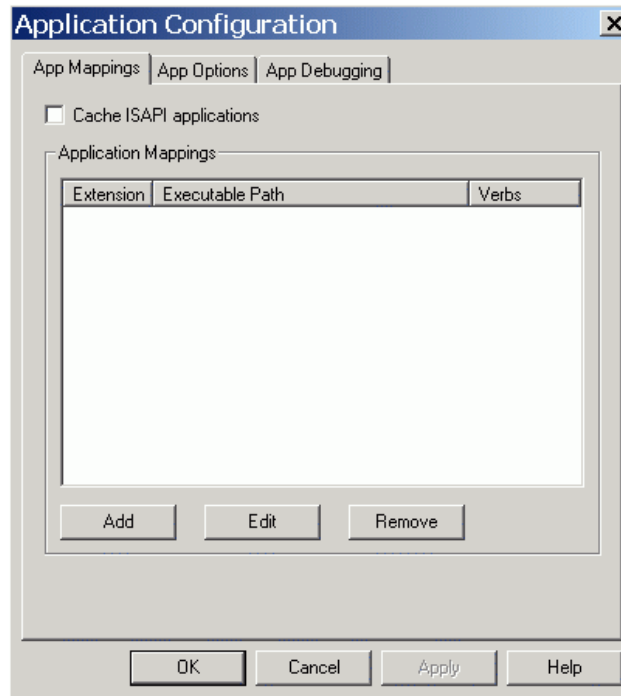 Application Configuration
App Mappings App Options App Debugging
Cache ISAPI applications
Application Mappings
Extension Executable Path Verbs
Add Edit Remove
OK Cancel Apply Help